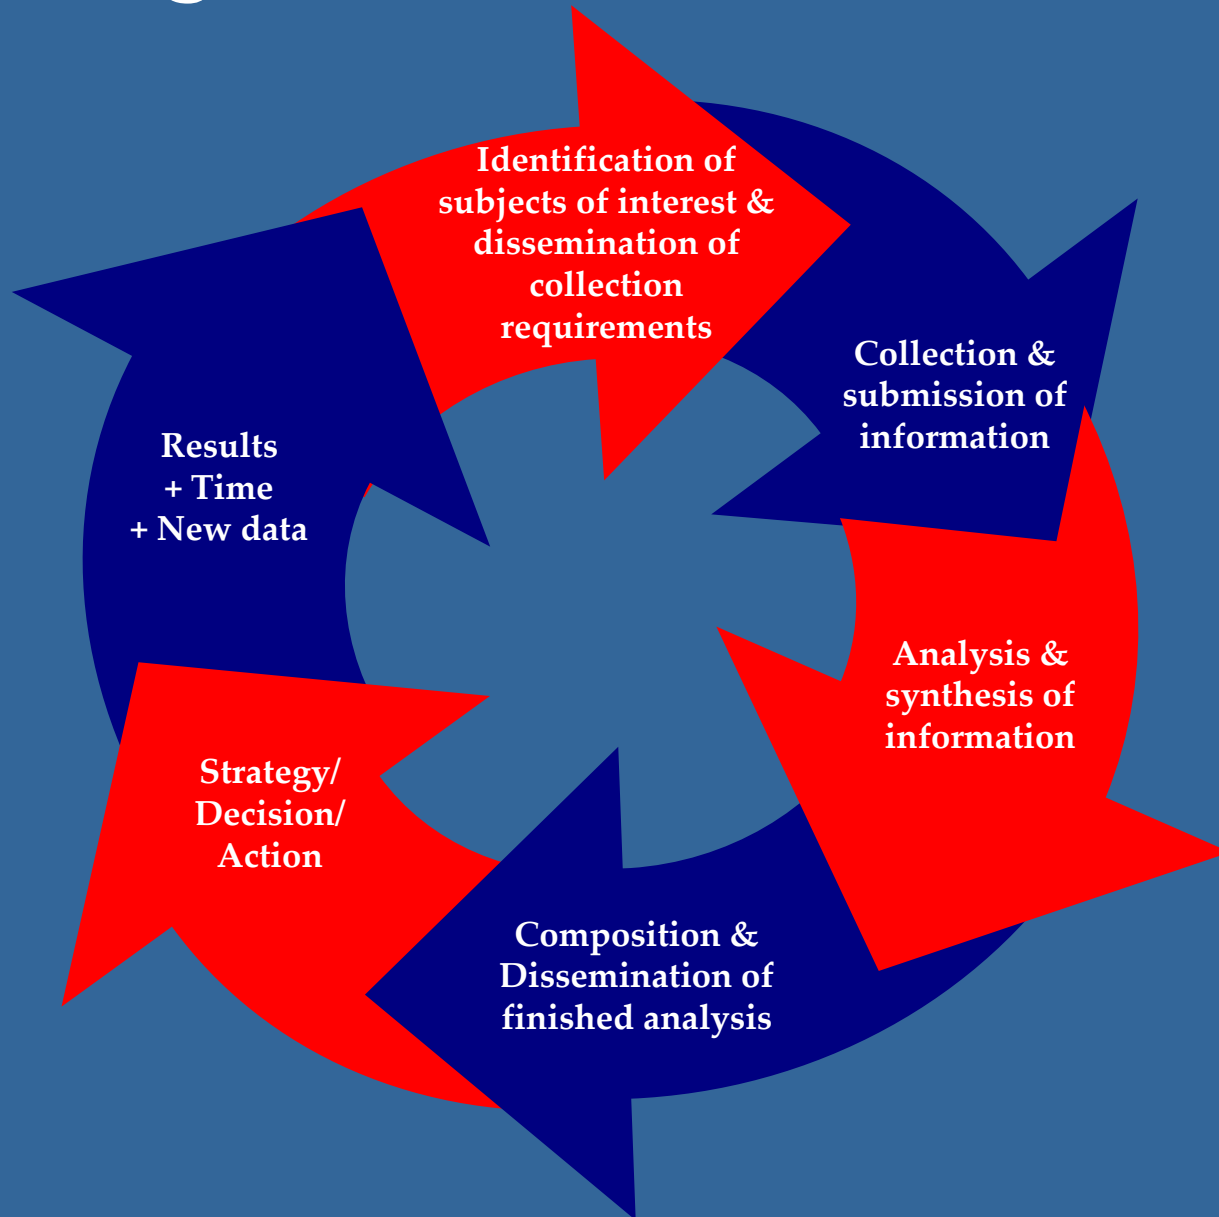 Identification of
subjects of interest &
dissemination of
collection
requirements
Collection &
submission of
information
Analysis &
synthesis of
information
Composition &
Dissemination of
finished analysis
Strategy/
Decision/
Action
Results
+ Time
+ New data